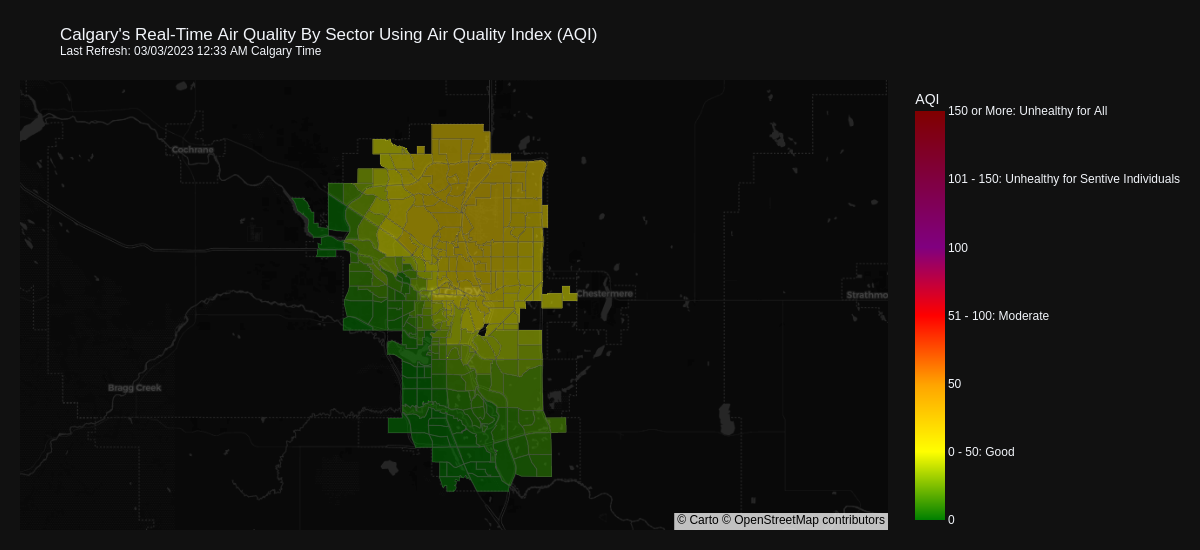 Calgary's Real-Time Air Quality By Sector Using Air Quality Index (AQI)
Last Refresh: 03/03/2023 12:33 AM Calgary Time
AQI
150 or More: Unhealthy for All
Cochrane
101 - 150: Unhealthy for Sentive Individuals
100
Chestermere
Strathmo
51 - 100: Moderate
50
Bragg Creek
0 - 50: Good
0
© Carto © OpenStreetMap contributors